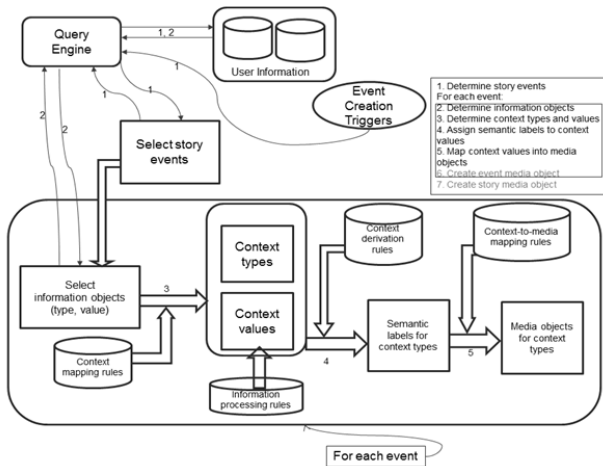 Query
Engine
1, 2
User Information
1
1
1
2
2
Event
Creation
Triggers
1. Determine story events
For each event:
2. Determine information objects
3. Determine context types and values
4. Assign semantic labels to context
values
5. Map context values into media
objects
6. Create event media object
7. Create story media object
Select story
events
Context
types
Context
values
Context
derivation
rules
Context-to-media
mapping rules
Select
information objects
(type, value)
3
Context
mapping rules
Information
processing rules
4
Semantic
labels for
context types
5
Media objects
for context
types
For each event